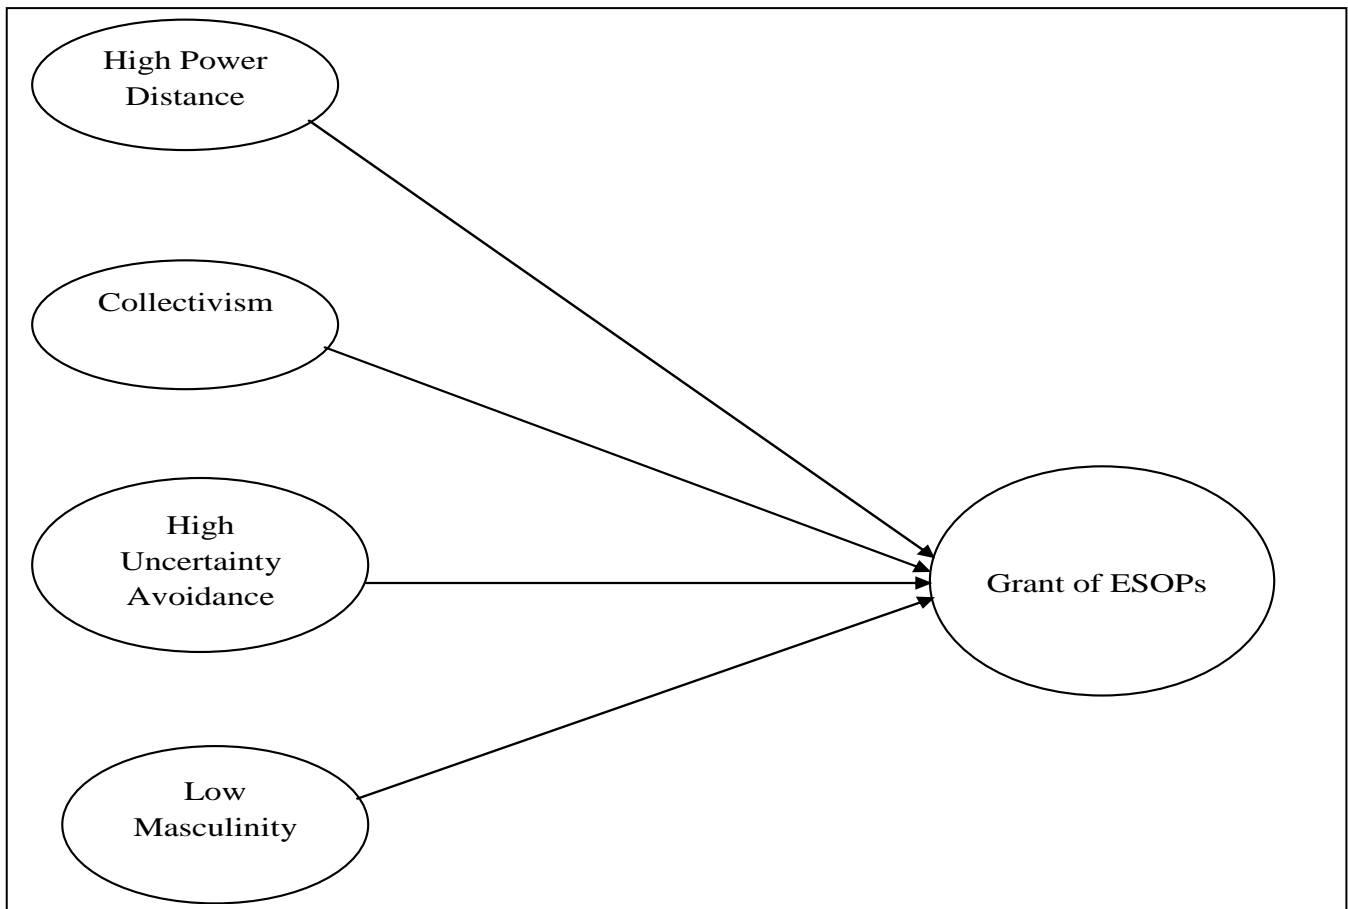 High Power
Distance
Collectivism
High
Uncertainty
Avoidance
Grant of ESOPs
Low
Masculinity